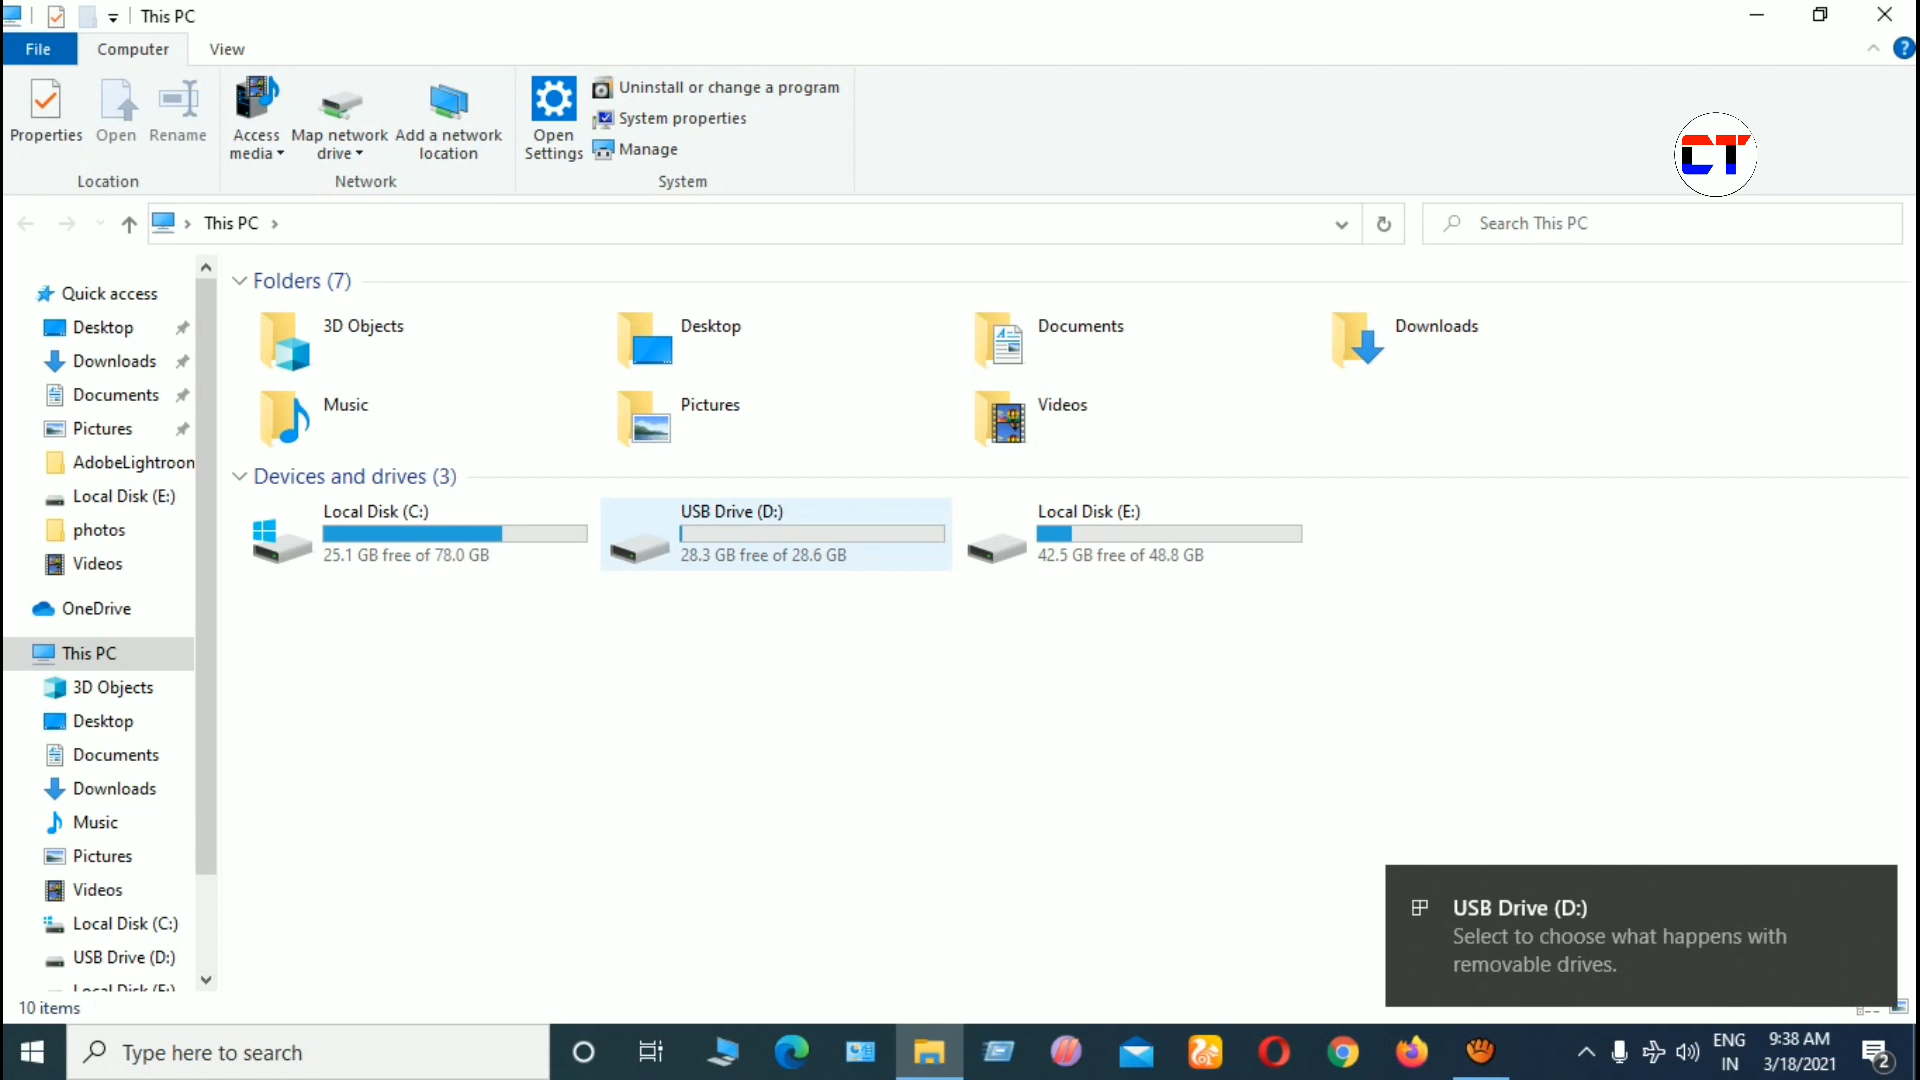 This PC
File
Computer
View
Properties
Open
Rename
Access media
Map network drive
Add a network location
Open Settings
Uninstall or change a program
System properties
Manage
Location
Network
System
CT
This PC
Search This PC
Quick access
Desktop
Downloads
Documents
Pictures
AdobeLightroon
Local Disk (E:)
photos
Videos
OneDrive
This PC
3D Objects
Desktop
Documents
Downloads
Music
Pictures
Videos
Local Disk (C:)
USB Drive (D:)
Local Disk (E:)
Folders (7)
3D Objects
Desktop
Documents
Downloads
Music
Pictures
Videos
Devices and drives (3)
Local Disk (C:)
25.1 GB free of 78.0 GB
USB Drive (D:)
28.3 GB free of 28.6 GB
Local Disk (E:)
42.5 GB free of 48.8 GB
USB Drive (D:)
Select to choose what happens with
removable drives.
10 items
Type here to search
ENG
IN
9:38 AM
3/18/2021
2